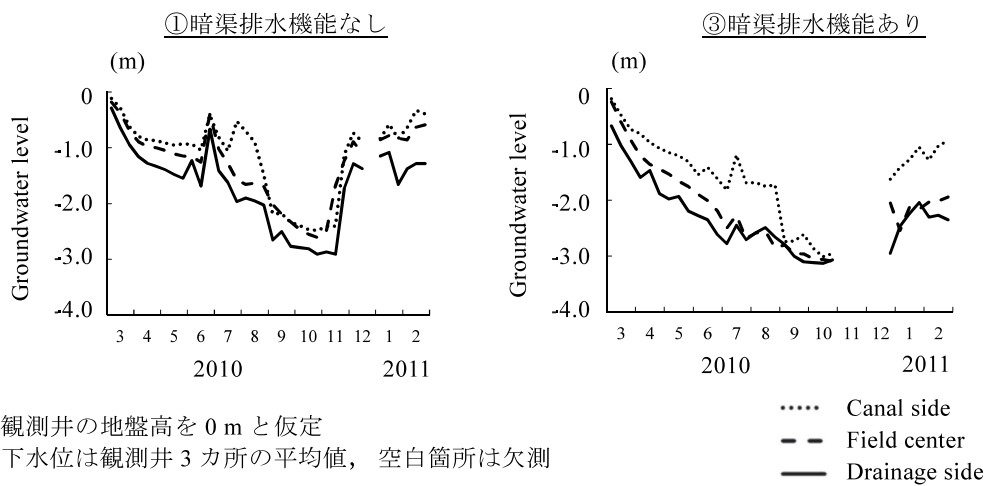 ①暗渠排水機能なし
③暗渠排水機能あり
(m)
(m)
Groundwater level
0
-1.0
-2.0
-3.0
-4.0
3 4 5 6 7 8 9 10 11 12 1 2
2010 2011
Groundwater level
0
-1.0
-2.0
-3.0
-4.0
3 4 5 6 7 8 9 10 11 12 1 2
2010 2011
Canal side
Field center
Drainage side
観測井の地盤高を 0 m と仮定
下水位は観測井 3 カ所の平均値， 空白箇所は欠測